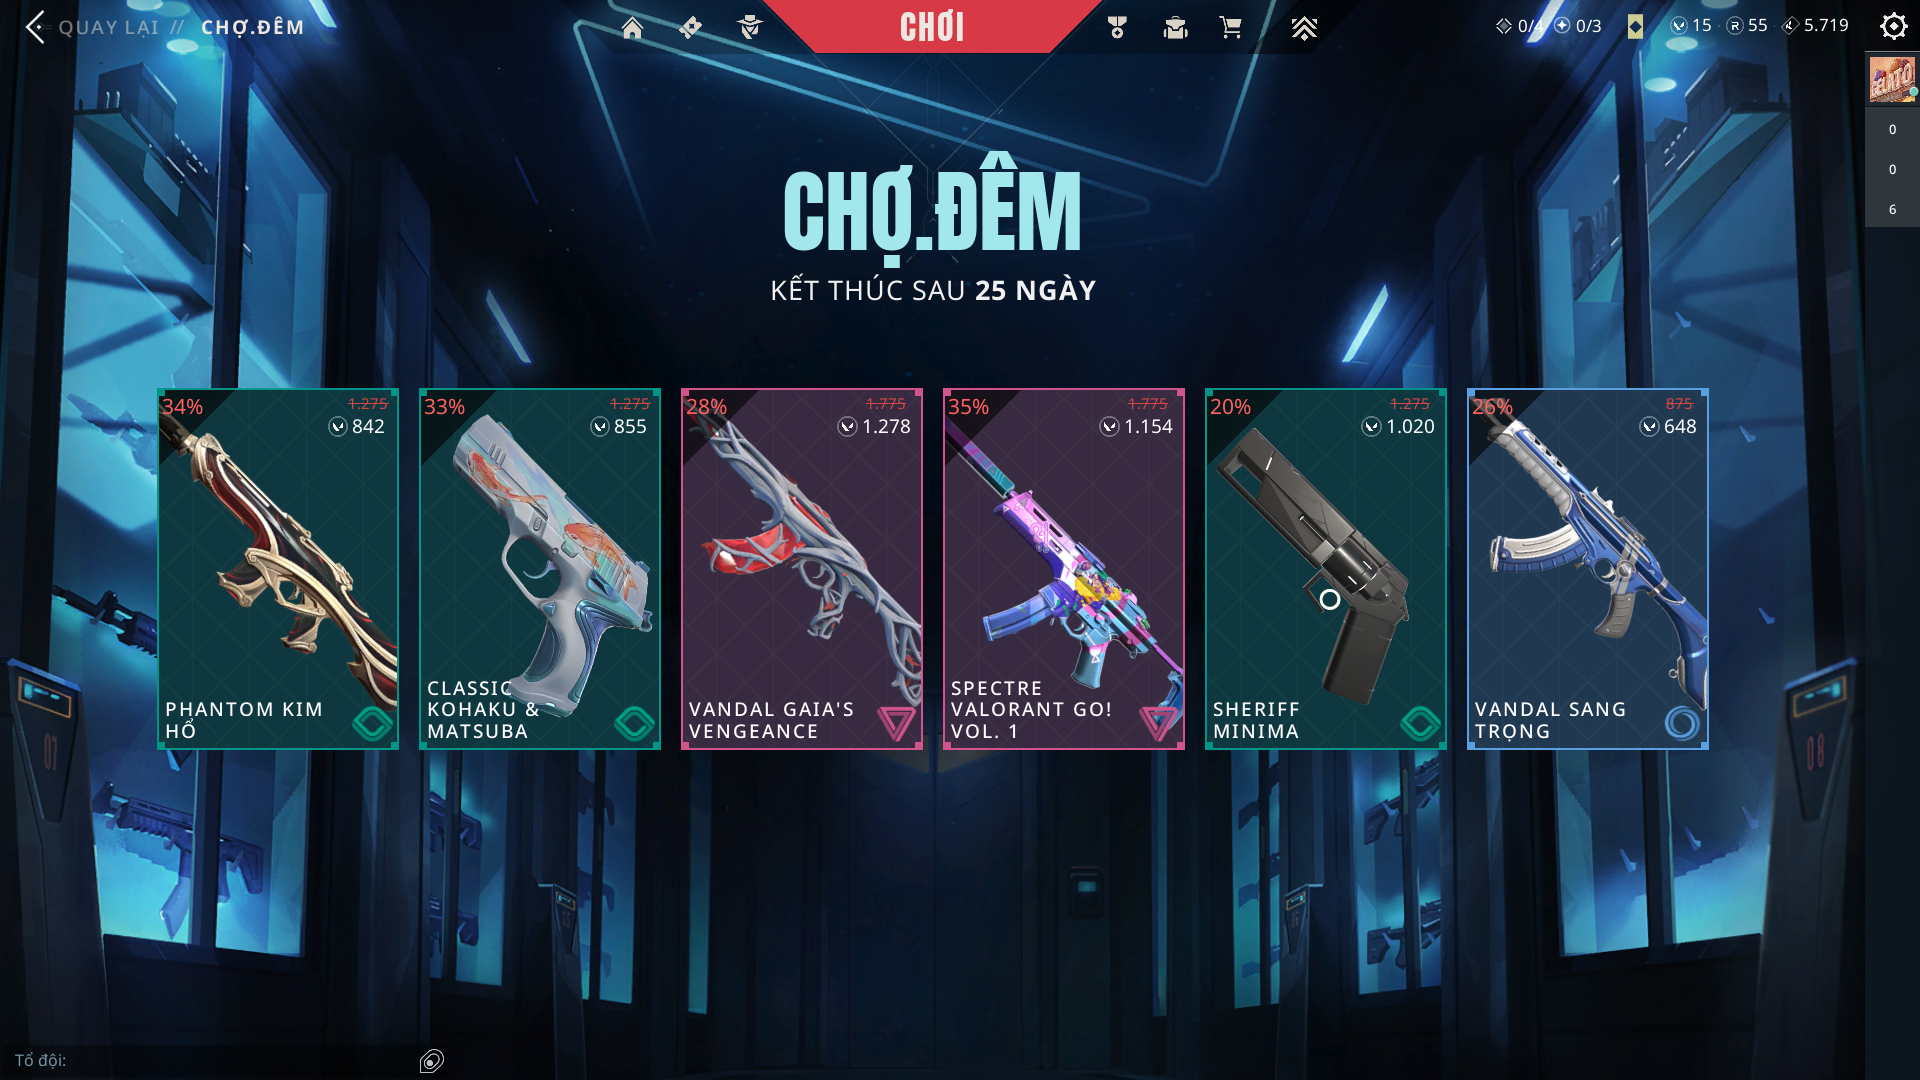 QUAY LẠI // CHỢ.ĐÊM
CHƠI
0/4 0/3 15 55 5.719
GELATO
0
0
6
CHỢ.ĐÊM
KẾT THÚC SAU 25 NGÀY
34% 1.275
842
PHANTOM KIM
HỔ
33% 1.275
855
CLASSIC
KOHAKU &
MATSUBA
28% 1.775
1.278
VANDAL GAIA'S
VENGEANCE
35% 1.775
1.154
SPECTRE
VALORANT GO!
VOL. 1
20% 1.275
1.020
SHERIFF
MINIMA
26% 875
648
VANDAL SANG
TRỌNG
07
08
Tổ đội: